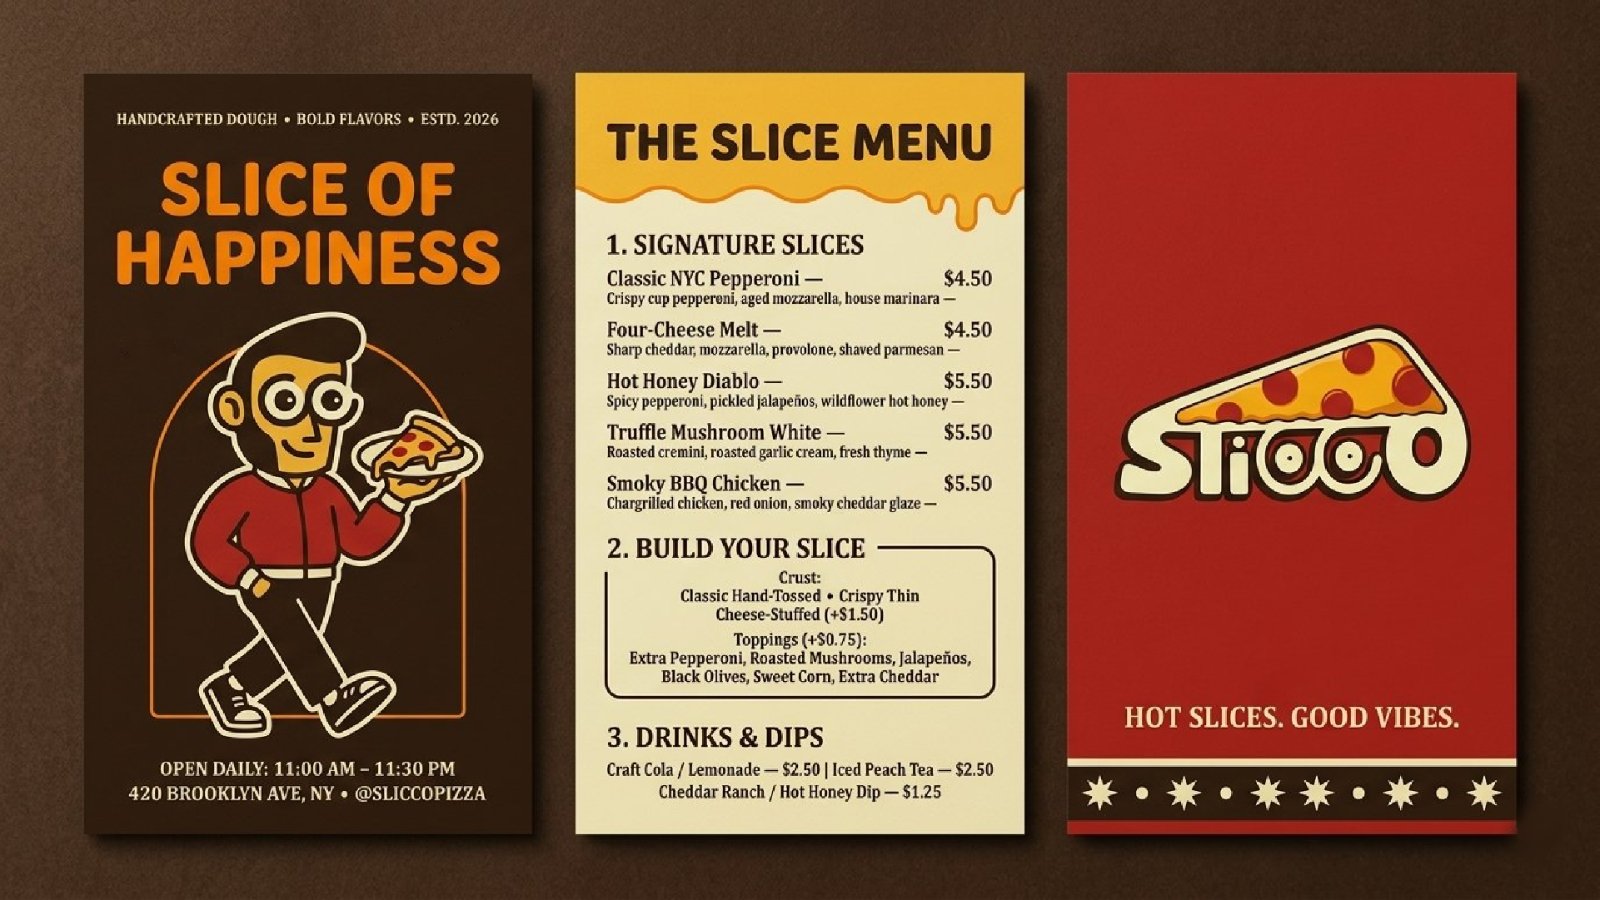 HANDCRAFTED DOUGH • BOLD FLAVORS • ESTD. 2026
SLICE OF
HAPPINESS
OPEN DAILY: 11:00 AM – 11:30 PM
420 BROOKLYN AVE, NY • @SLICCOPIZZA
THE SLICE MENU
1. SIGNATURE SLICES
Classic NYC Pepperoni — $4.50
Crispy cup pepperoni, aged mozzarella, house marinara —
Four-Cheese Melt — $4.50
Sharp cheddar, mozzarella, provolone, shaved parmesan —
Hot Honey Diablo — $5.50
Spicy pepperoni, pickled jalapeños, wildflower hot honey —
Truffle Mushroom White — $5.50
Roasted cremini, roasted garlic cream, fresh thyme —
Smoky BBQ Chicken — $5.50
Chargrilled chicken, red onion, smoky cheddar glaze —
2. BUILD YOUR SLICE
Crust:
Classic Hand-Tossed • Crispy Thin
Cheese-Stuffed (+$1.50)
Toppings (+$0.75):
Extra Pepperoni, Roasted Mushrooms, Jalapeños,
Black Olives, Sweet Corn, Extra Cheddar
3. DRINKS & DIPS
Craft Cola / Lemonade — $2.50 | Iced Peach Tea — $2.50
Cheddar Ranch / Hot Honey Dip — $1.25
SLiCCO
HOT SLICES. GOOD VIBES.